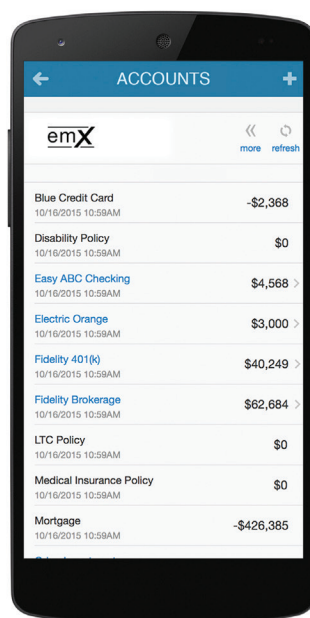 ACCOUNTS
emX
more refresh
Blue Credit Card
-$2,368
10/16/2015 10:59AM
Disability Policy
$0
10/16/2015 10:59AM
Easy ABC Checking
$4,568
10/16/2015 10:59AM
Electric Orange
$3,000
10/16/2015 10:59AM
Fidelity 401(k)
$40,249
10/16/2015 10:59AM
Fidelity Brokerage
$62,684
10/16/2015 10:59AM
LTC Policy
$0
10/16/2015 10:59AM
Medical Insurance Policy
$0
10/16/2015 10:59AM
Mortgage
-$426,385
10/16/2015 10:59AM